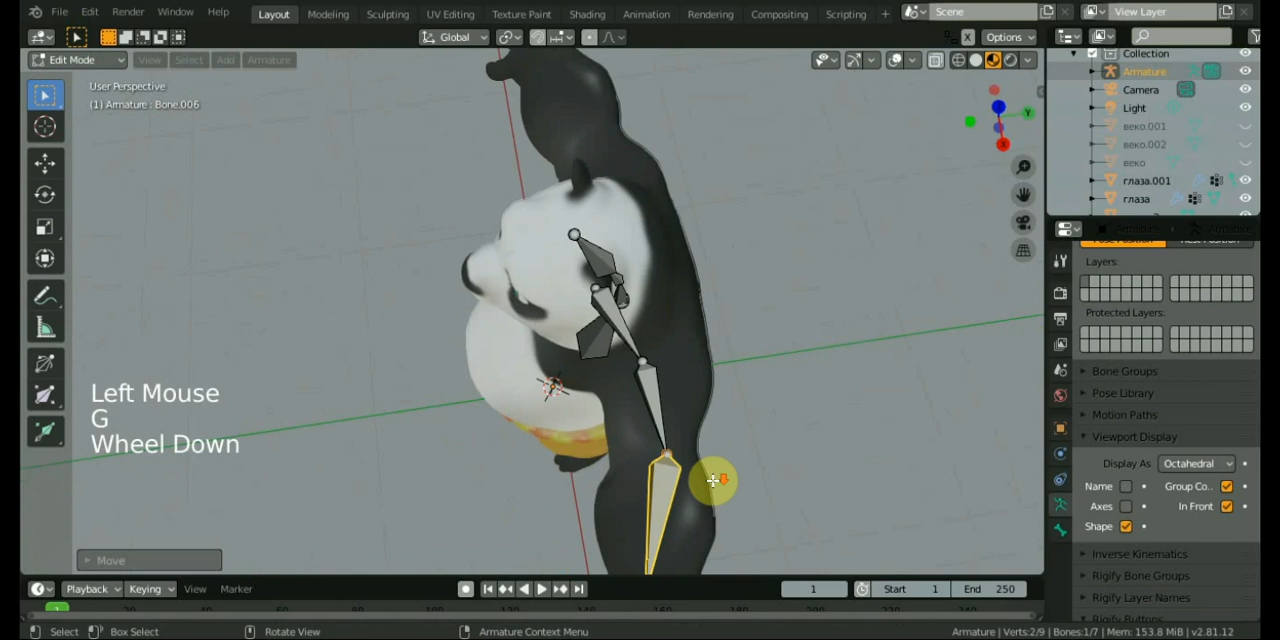 File Edit Render Window Help Layout Modeling Sculpting UV Editing Texture Paint Shading Animation Rendering Compositing Scripting + Scene View Layer
Global Options
Edit Mode View Select Add Armature
User Perspective
(1) Armature : Bone.006
Collection
Armature
Camera
Light
веко.001
веко.002
веко
глаза.001
глаза
X
Y
Layers:
Protected Layers:
Bone Groups
Pose Library
Motion Paths
Viewport Display
Display As Octahedral
Name Group Co..
Axes In Front
Shape
Inverse Kinematics
Rigify Bone Groups
Rigify Layer Names
Left Mouse
G
Wheel Down
Move
Playback Keying View Marker 1 Start 1 End 250
1
Select Box Select Rotate View Armature Context Menu Armature | Verts:2/9 | Bones:1/7 | Mem: 153.8 MiB | v2.81.12